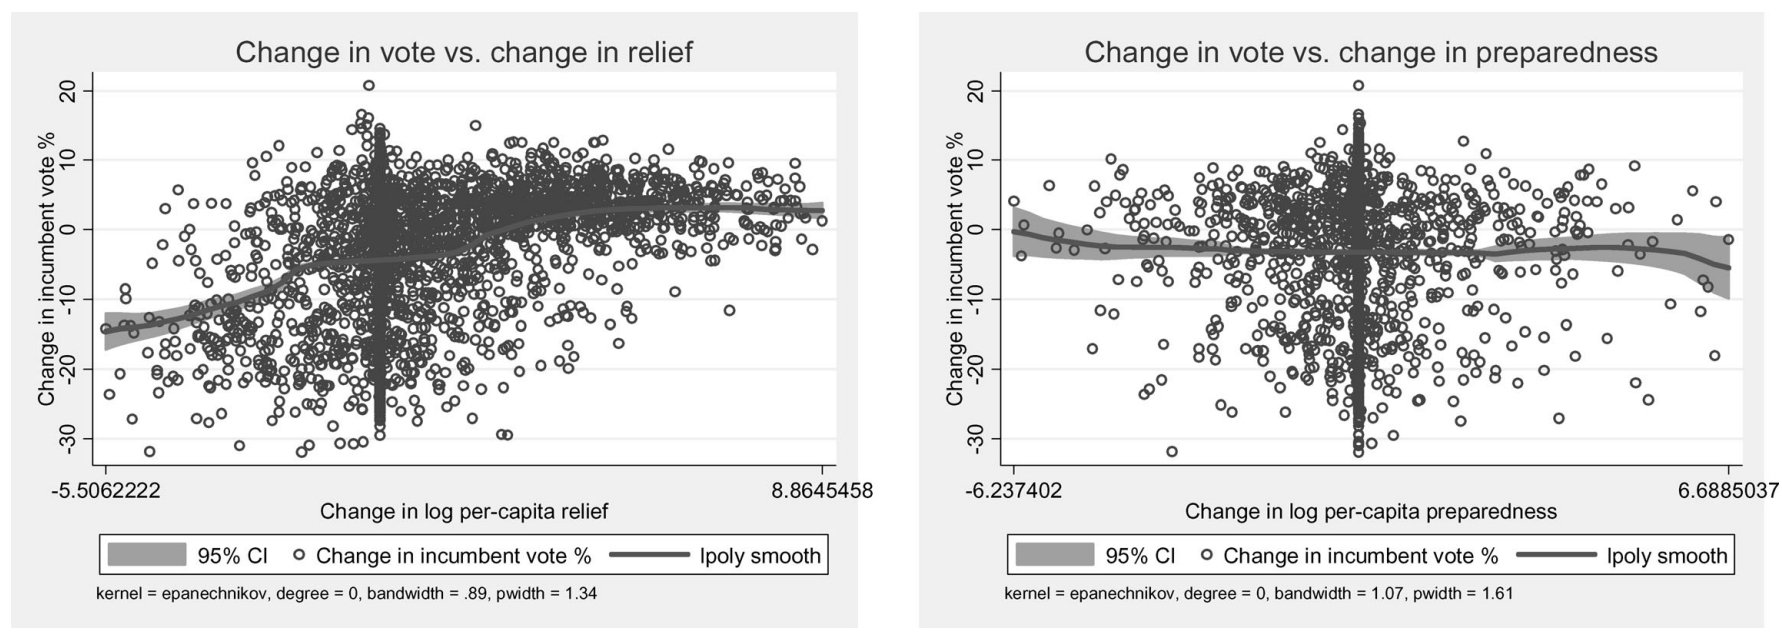 Change in vote vs. change in relief
Change in incumbent vote %
20
10
0
-10
-20
-30
-5.5062222
8.8645458
Change in log per-capita relief
95% CI
Change in incumbent vote %
lpoly smooth
kernel = epanechnikov, degree = 0, bandwidth = .89, pwidth = 1.34
Change in vote vs. change in preparedness
Change in incumbent vote %
20
10
0
-10
-20
-30
-6.237402
6.6885037
Change in log per-capita preparedness
95% CI
Change in incumbent vote %
lpoly smooth
kernel = epanechnikov, degree = 0, bandwidth = 1.07, pwidth = 1.61